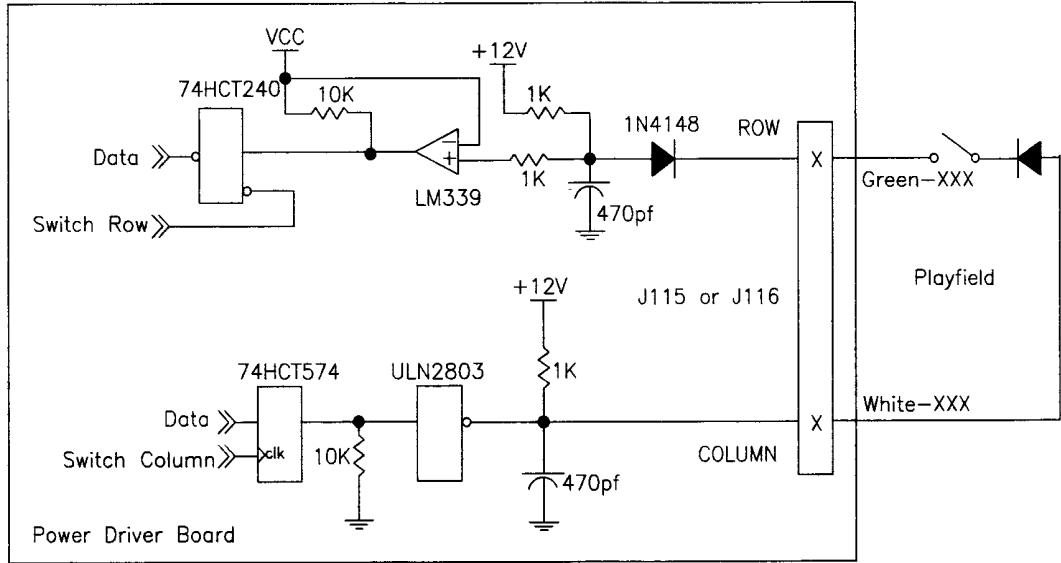 VCC
+12V
74HCT240
10K
1K
1N4148
ROW
Data
−
+
X
1K
Green-XXX
LM339
470pf
Switch Row
Playfield
+12V
J115 or J116
74HCT574
ULN2803
1K
White-XXX
Data
X
Switch Column
clk
10K
COLUMN
470pf
Power Driver Board